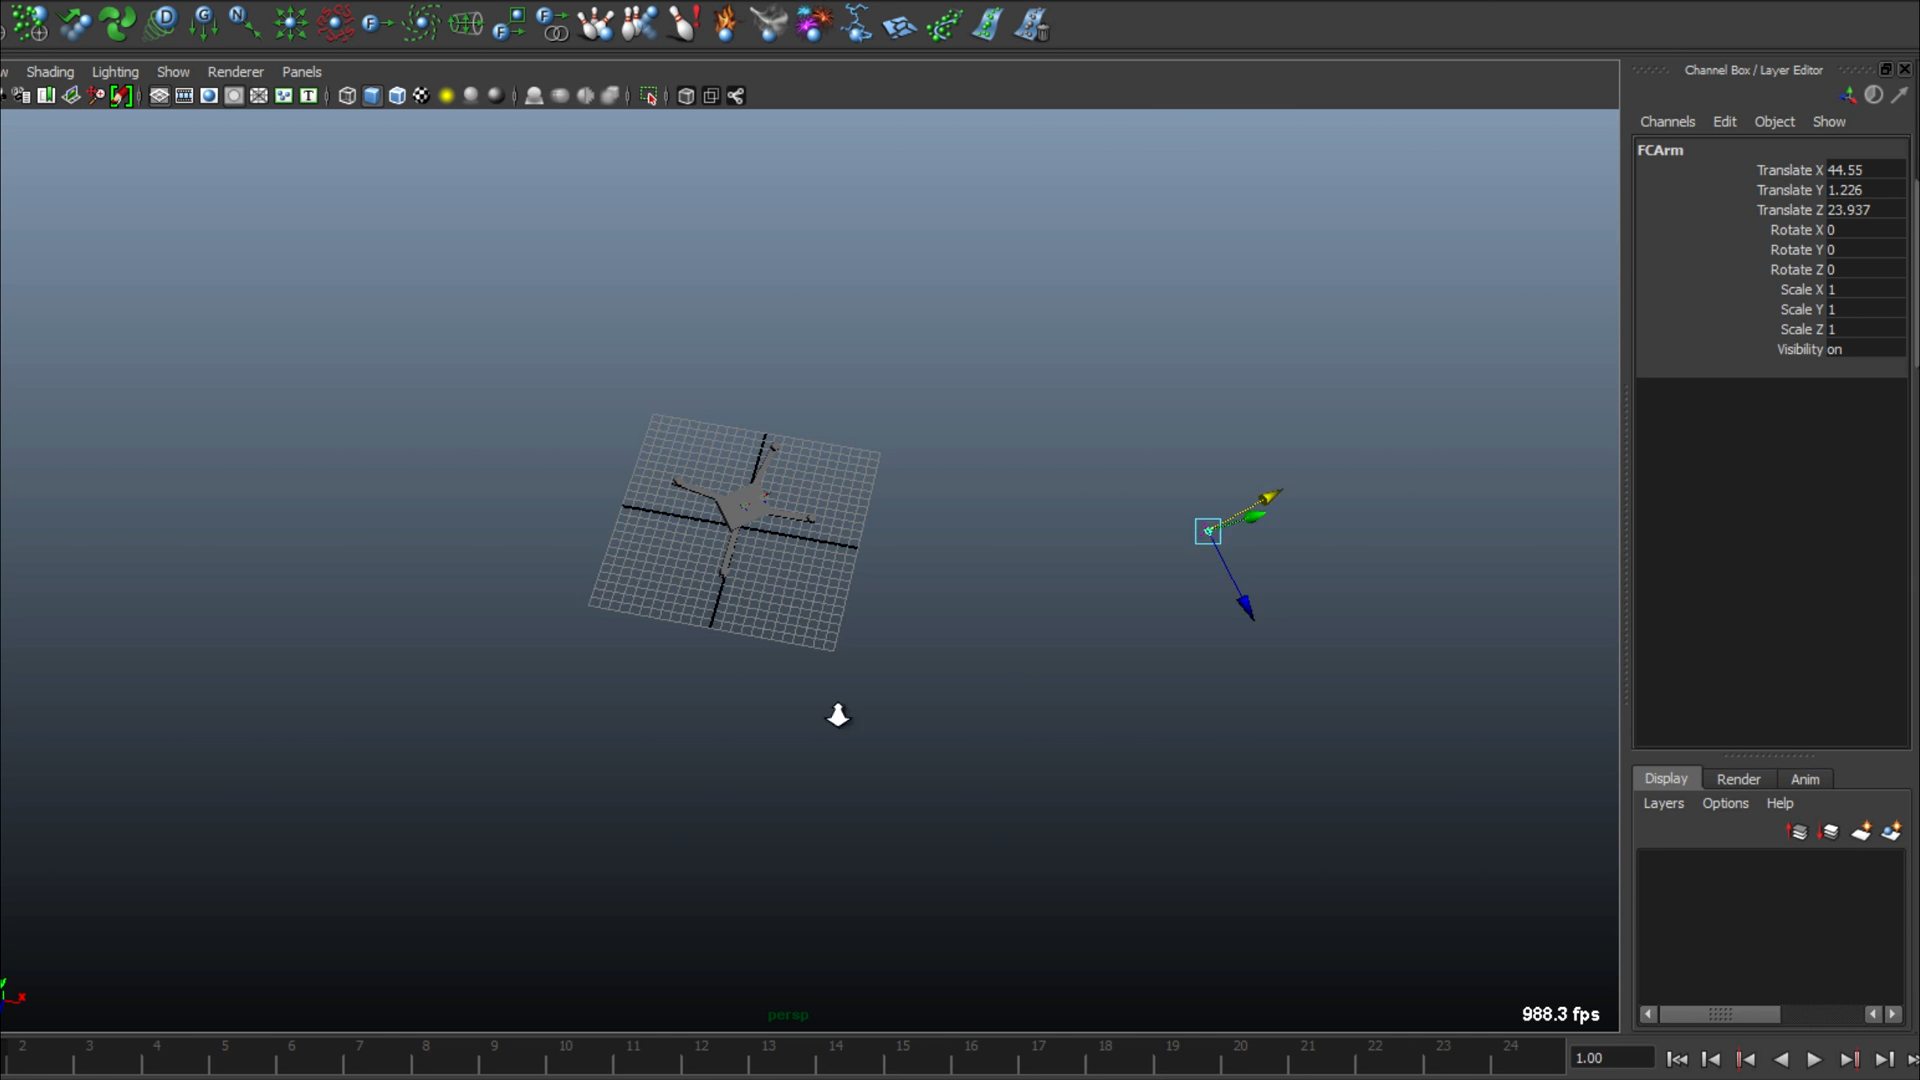 D G N F F F
w Shading Lighting Show Renderer Panels
T
Channel Box / Layer Editor
Channels Edit Object Show
FCArm
Translate X 44.55
Translate Y 1.226
Translate Z 23.937
Rotate X 0
Rotate Y 0
Rotate Z 0
Scale X 1
Scale Y 1
Scale Z 1
Visibility on
Display Render Anim
Layers Options Help
y
x
persp
988.3 fps
2 3 4 5 6 7 8 9 10 11 12 13 14 15 16 17 18 19 20 21 22 23 24
1.00